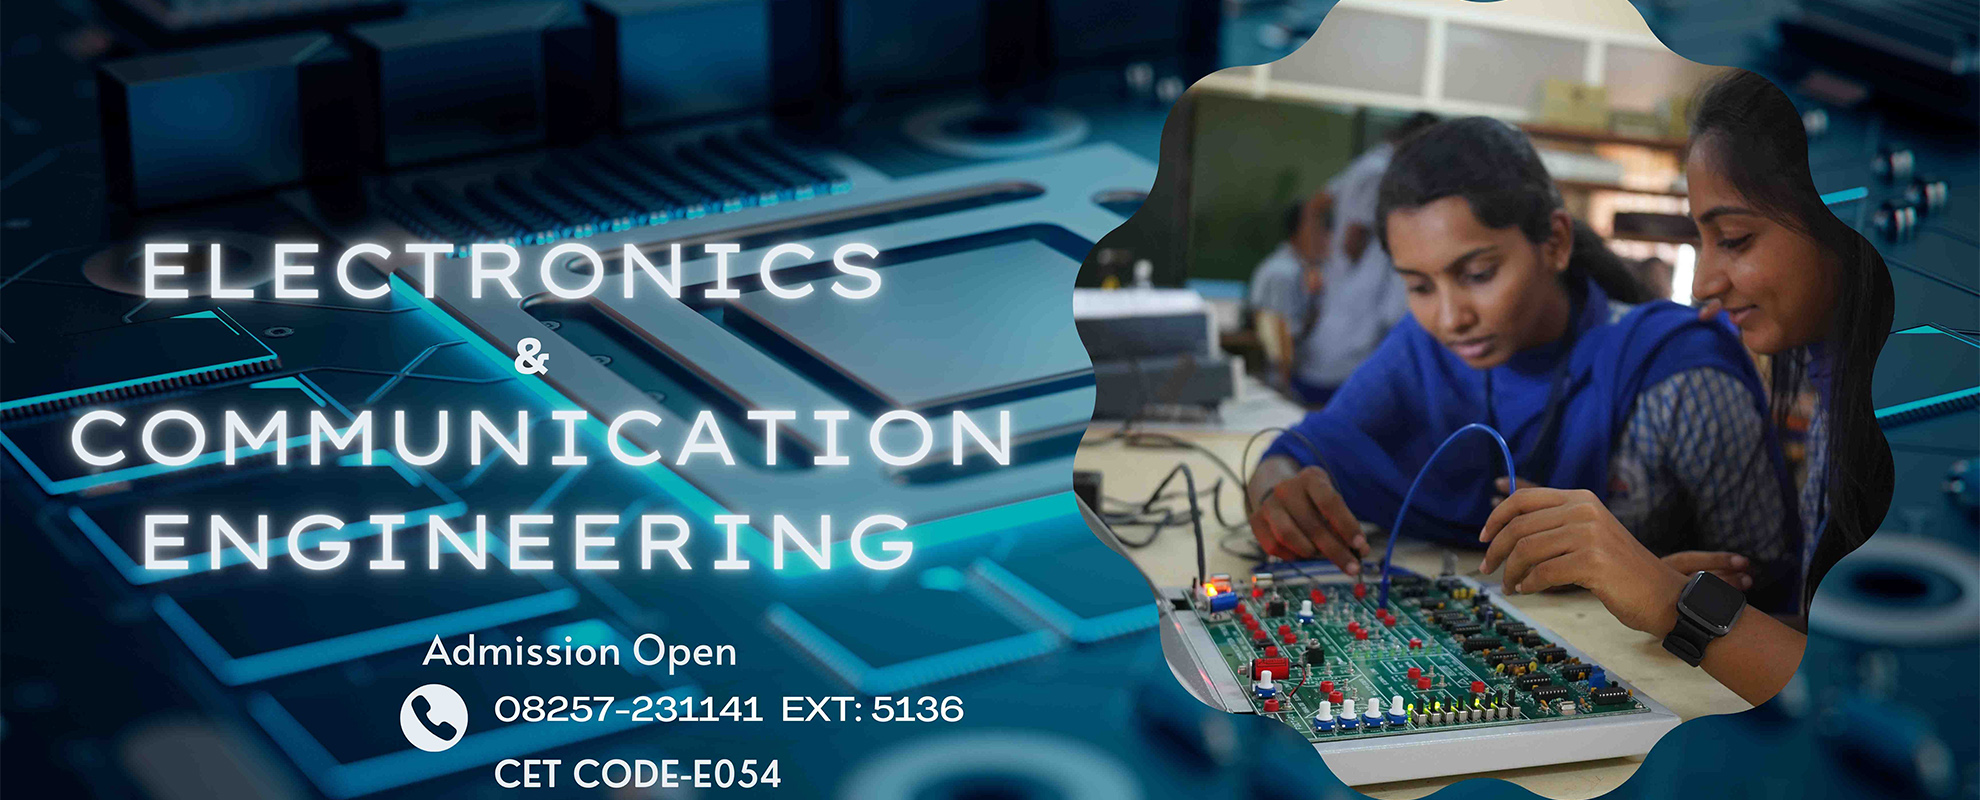 ELECTRONICS
&
COMMUNICATION
ENGINEERING
Admission Open
08257-231141 EXT: 5136
CET CODE-E054